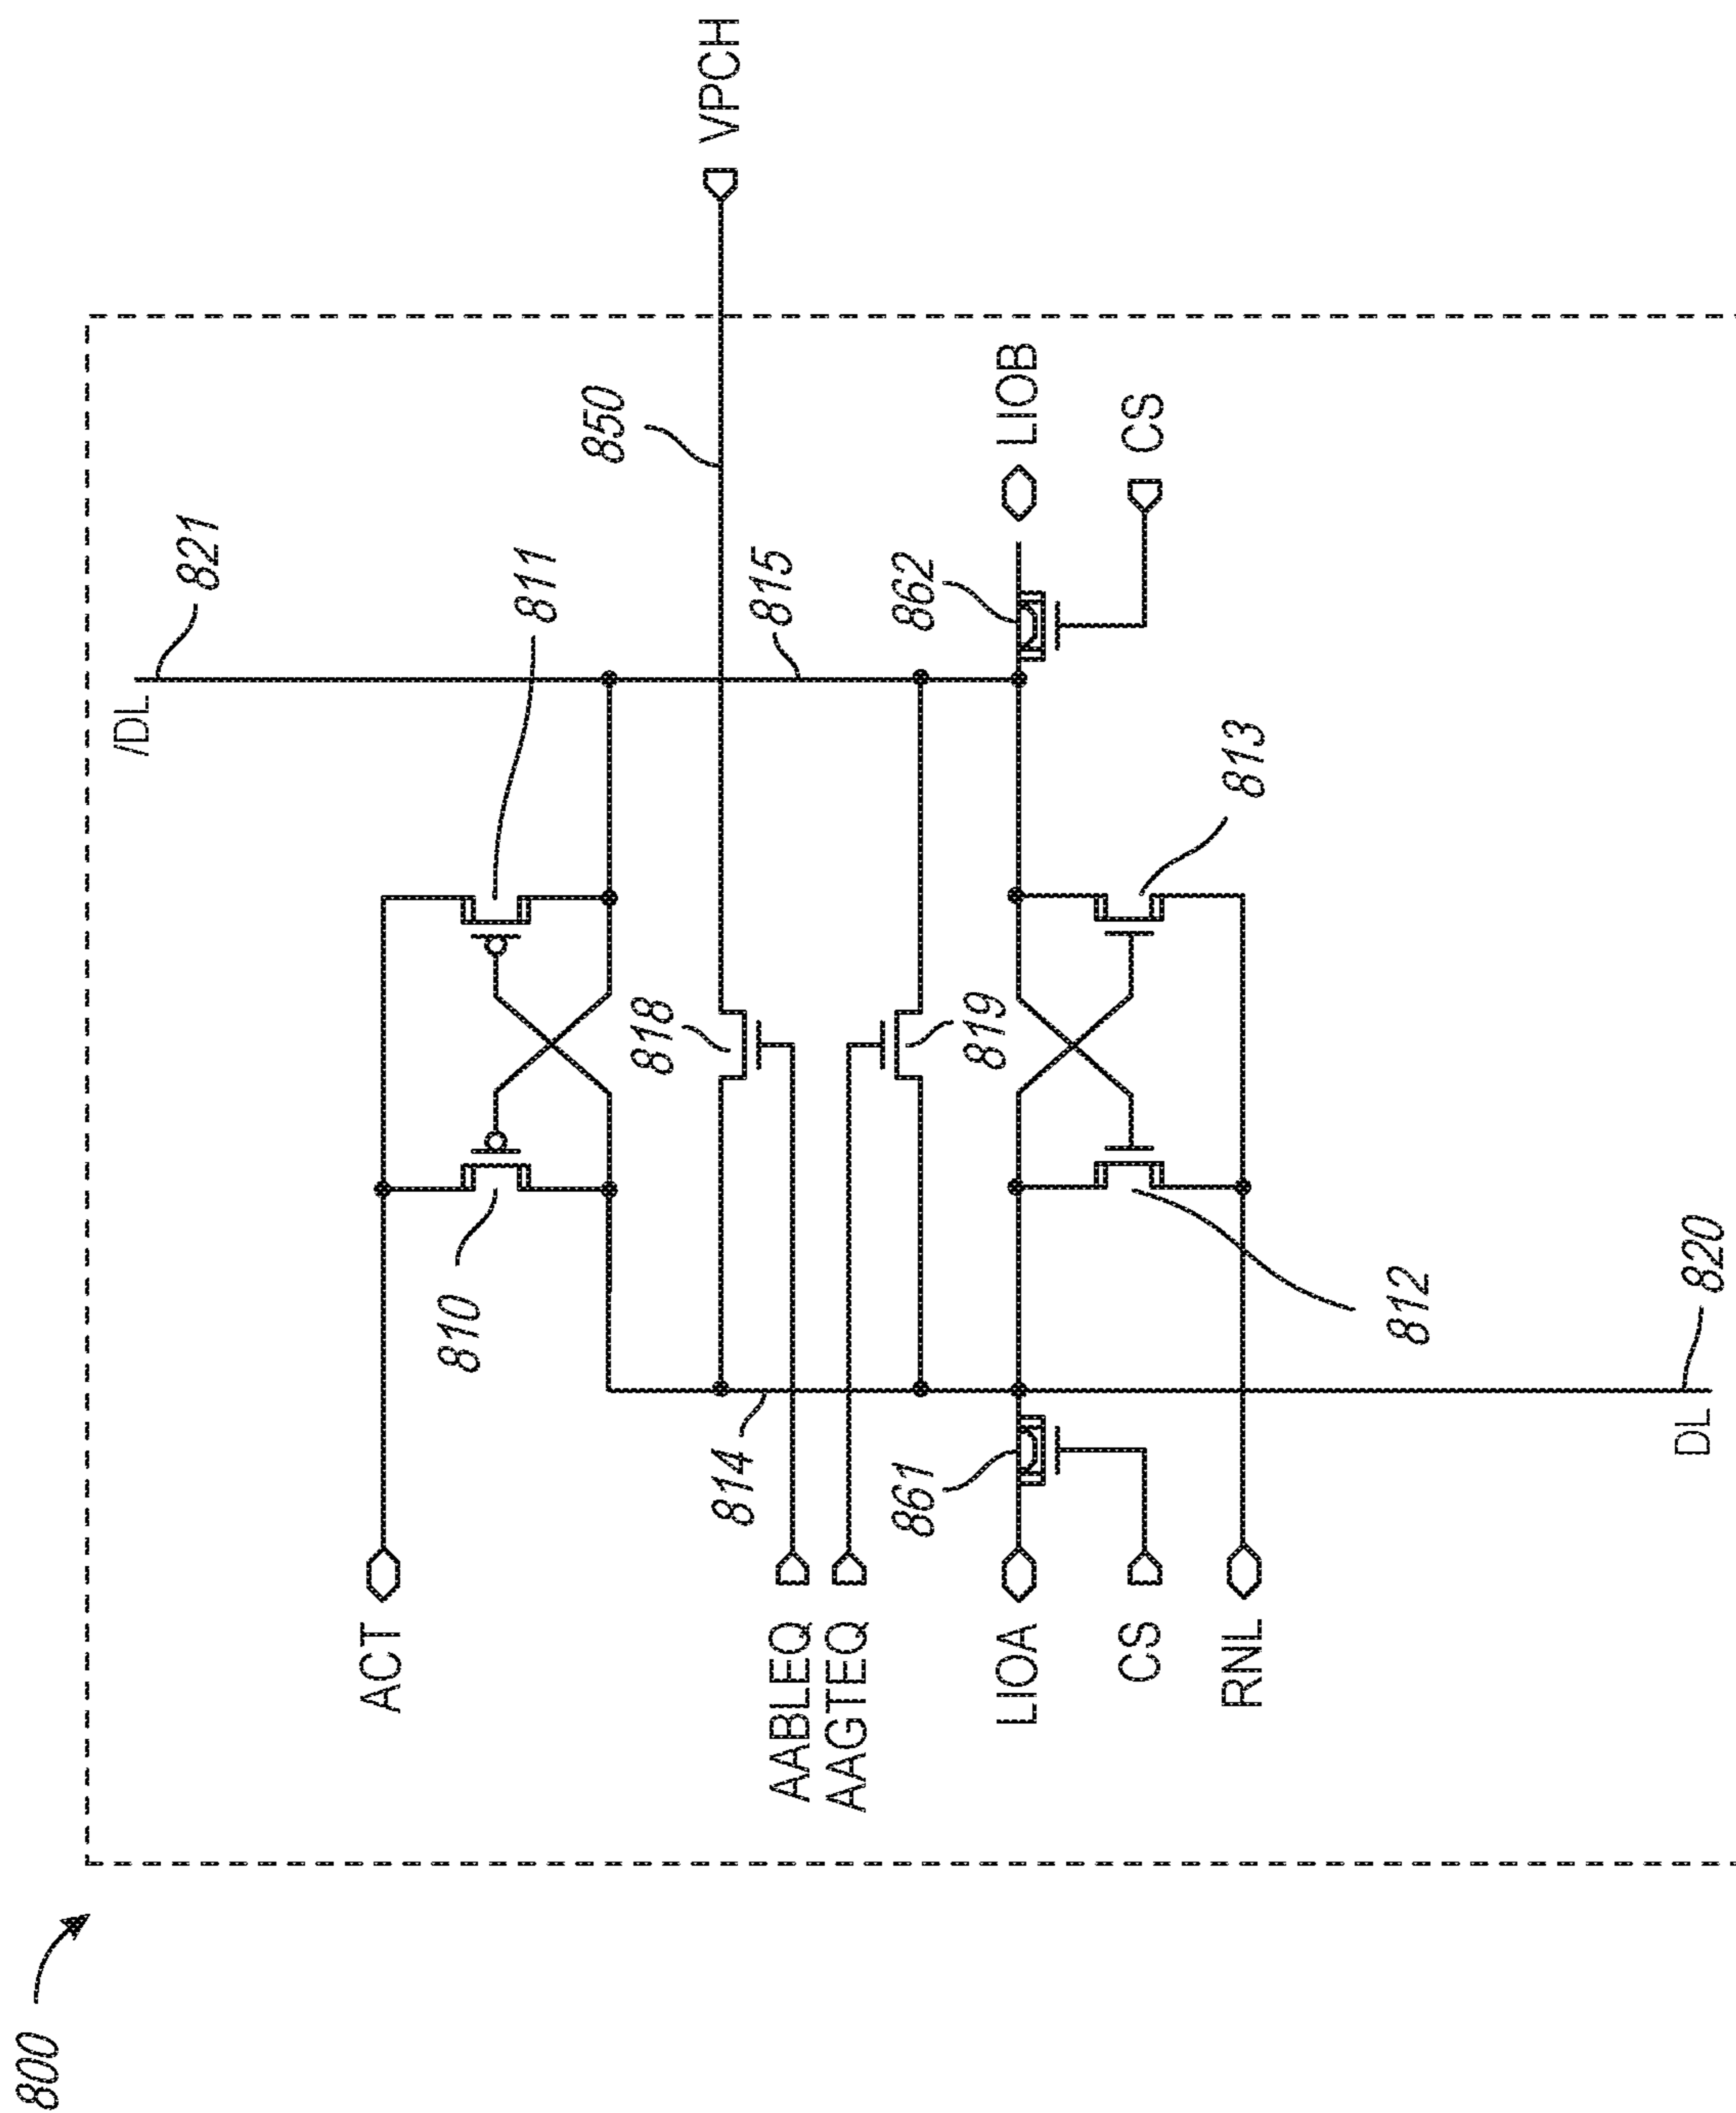 800
/DL
821
811
850
VPCH
815
862
LIOB
CS
813
810
818
819
812
814
861
820
DL
ACT
AABLEQ
AAGTEQ
LIOA
CS
RNL